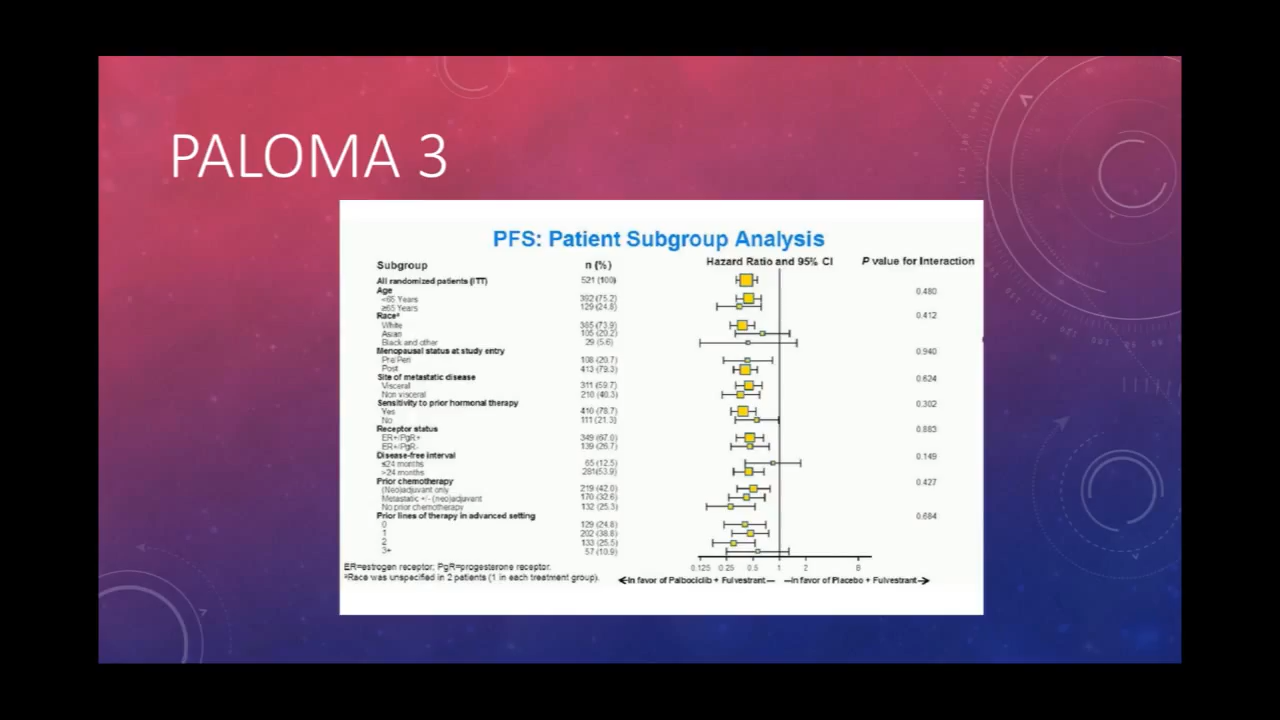 PALOMA 3
PFS: Patient Subgroup Analysis
Subgroup n (%) Hazard Ratio and 95% CI P value for Interaction
All randomized patients (ITT) 521 (100)
Age 0.480
<65 Years 392 (75.2)
≥65 Years 129 (24.8)
Raceª 0.412
White 385 (73.9)
Asian 105 (20.2)
Black and other 29 (5.6)
Menopausal status at study entry 0.940
Pre/Peri 108 (20.7)
Post 413 (79.3)
Site of metastatic disease 0.624
Visceral 311 (59.7)
Non visceral 210 (40.3)
Sensitivity to prior hormonal therapy 0.302
Yes 410 (78.7)
No 111 (21.3)
Receptor status 0.883
ER+/PgR+ 349 (67.0)
ER+/PgR- 139 (26.7)
Disease-free interval 0.149
≤24 months 65 (12.5)
>24 months 281(53.9)
Prior chemotherapy 0.427
(Neo)adjuvant only 219 (42.0)
Metastatic +/- (neo)adjuvant 170 (32.6)
No prior chemotherapy 132 (25.3)
Prior lines of therapy in advanced setting 0.684
0 129 (24.8)
1 202 (38.8)
2 133 (25.5)
3+ 57 (10.9)
0.125 0.25 0.5 1 2 8
ER=estrogen receptor; PgR=progesterone receptor.
ªRace was unspecified in 2 patients (1 in each treatment group).
In favor of Palbociclib + Fulvestrant In favor of Placebo + Fulvestrant